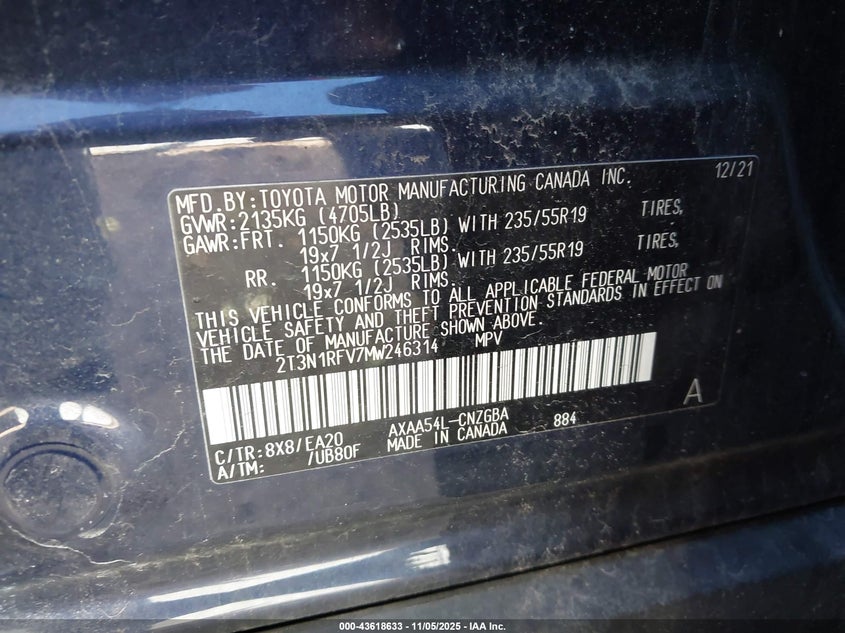 MFD.BY:TOYOTA MOTOR MANUFACTURING CANADA INC. 12/21
GVWR:2135KG (4705LB)
GAWR:FRT. 1150KG (2535LB) WITH 235/55R19 TIRES,
19x7 1/2J RIMS.
RR. 1150KG (2535LB) WITH 235/55R19 TIRES,
19x7 1/2J RIMS.
THIS VEHICLE CONFORMS TO ALL APPLICABLE FEDERAL MOTOR
VEHICLE SAFETY AND THEFT PREVENTION STANDARDS IN EFFECT ON
THE DATE OF MANUFACTURE SHOWN ABOVE.
2T3N1RFV7MW246314 MPV
A
C/TR:8X8/EA20 AXAA54L-CNZGBA 884
A/TM: /UB80F MADE IN CANADA
000-43618633 - 11/05/2025 - IAA Inc.